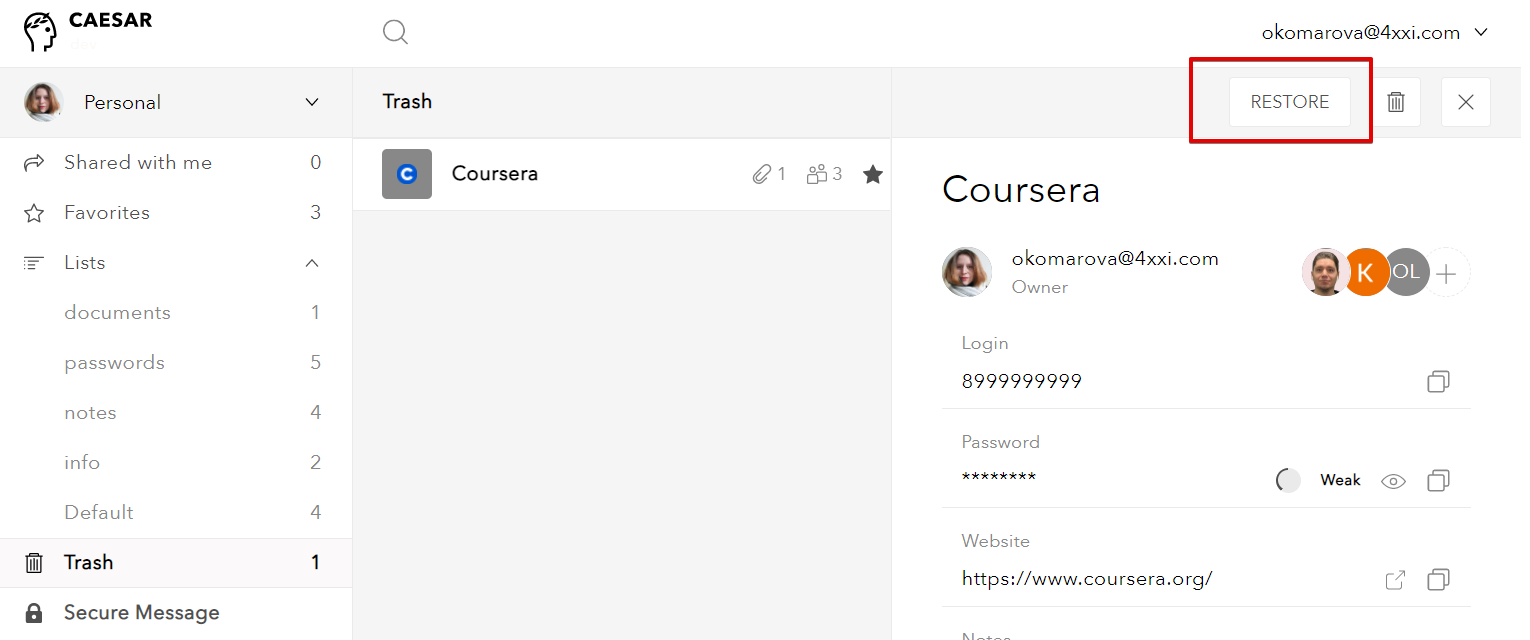 CAESAR
okomarova@4xxi.com
Personal
Trash
RESTORE
Shared with me 0
Favorites 3
Lists
documents 1
passwords 5
notes 4
info 2
Default 4
Trash 1
Secure Message
C
Coursera 1 3
Coursera
okomarova@4xxi.com
Owner
K OL
Login
8999999999
Password
********
Weak
Website
https://www.coursera.org/
Notes